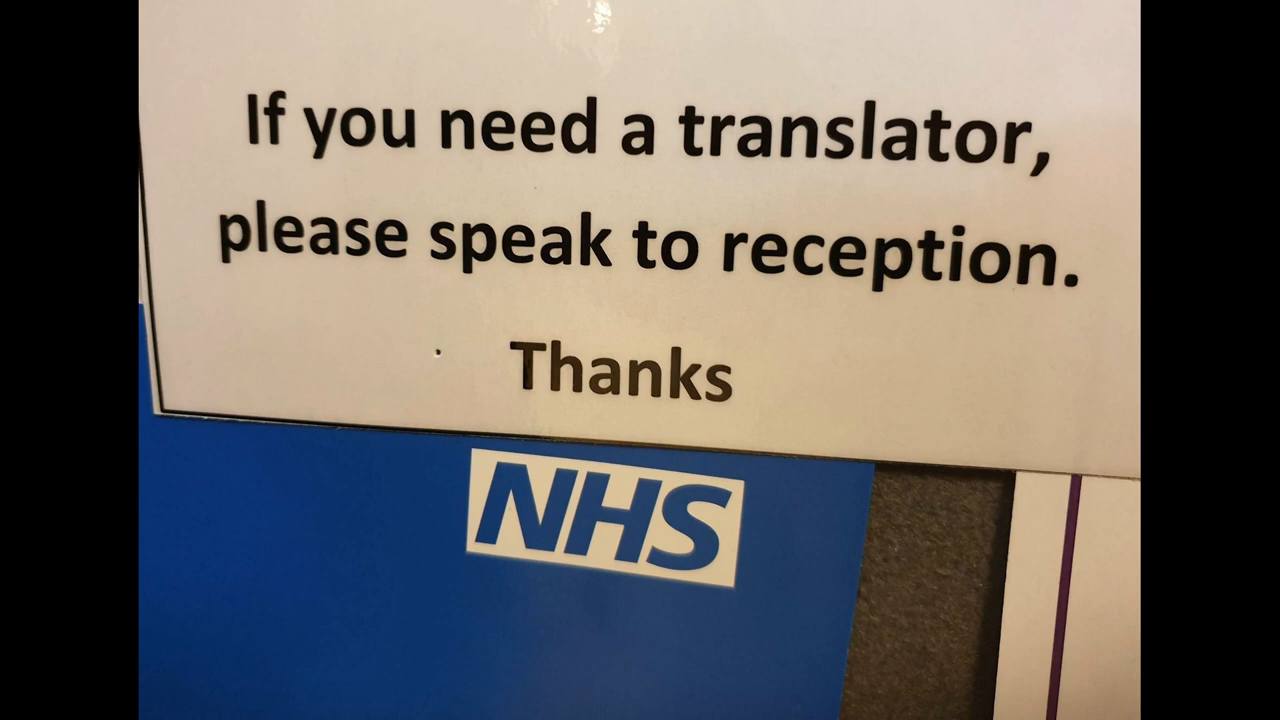 If you need a translator,
please speak to reception.
Thanks
NHS